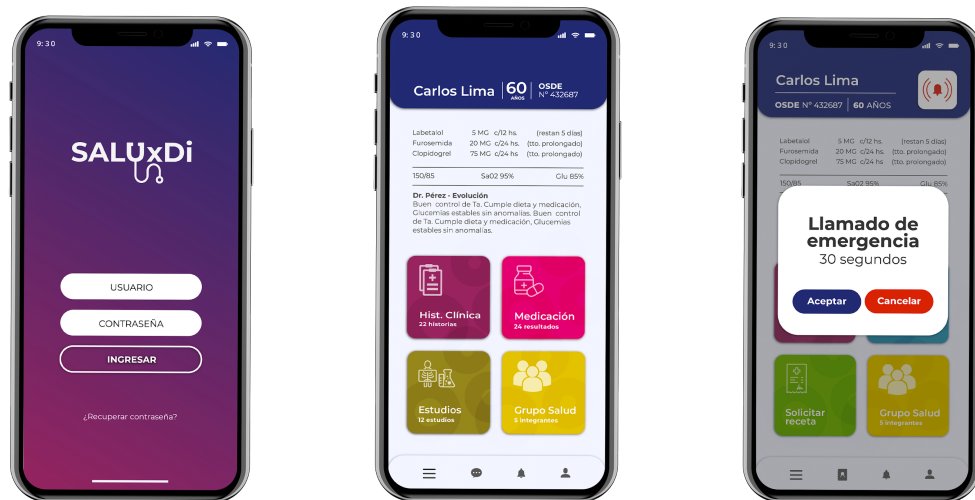 9:30
SALUxDi
USUARIO
CONTRASEÑA
INGRESAR
¿Recuperar contraseña?
9:30
Carlos Lima 60 AÑOS OSDE Nº 432687
Labetalol 5 MG c/12 hs. (restan 5 días)
Furosemida 20 MG c/24 hs. (tto. prolongado)
Clopidogrel 75 MG c/24 hs (tto. prolongado)
150/85 Sa02 95% Glu 85%
Dr. Pérez - Evolución
Buen control de Ta. Cumple dieta y medicación,
Glucemias estables sin anomalías. Buen control
de Ta. Cumple dieta y medicación, Glucemias
estables sin anomalías.
Hist. Clínica
22 historias
Medicación
24 resultados
Estudios
12 estudios
Grupo Salud
5 integrantes
9:30
Carlos Lima
OSDE Nº 432687 60 AÑOS
Labetalol 5 MG c/12 hs. (restan 5 días)
Furosemida 20 MG c/24 hs. (tto. prolongado)
Clopidogrel 75 MG c/24 hs (tto. prolongado)
150/85 Sa02 95% Glu 85%
Llamado de
emergencia
30 segundos
Aceptar Cancelar
Solicitar
receta
Grupo Salud
5 integrantes